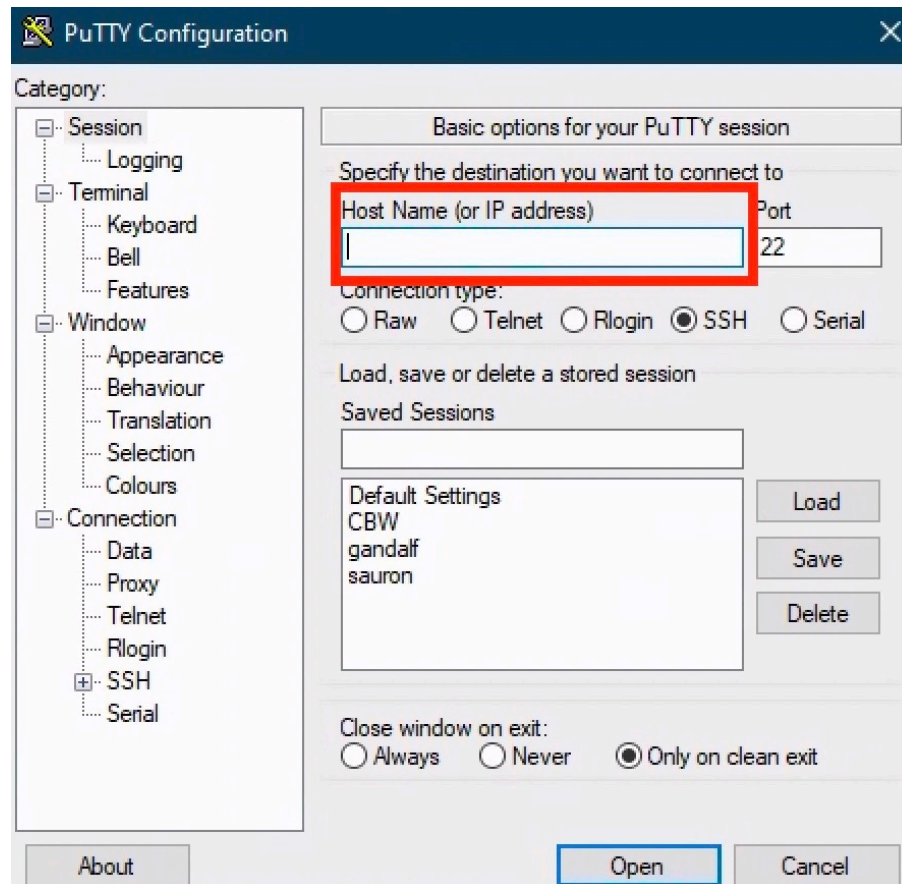 PuTTY Configuration
Category:
Session
Logging
Terminal
Keyboard
Bell
Features
Window
Appearance
Behaviour
Translation
Selection
Colours
Connection
Data
Proxy
Telnet
Rlogin
SSH
Serial
Basic options for your PuTTY session
Specify the destination you want to connect to
Host Name (or IP address) Port
22
Connection type:
Raw Telnet Rlogin SSH Serial
Load, save or delete a stored session
Saved Sessions
Default Settings
CBW
gandalf
sauron
Load
Save
Delete
Close window on exit:
Always Never Only on clean exit
About Open Cancel